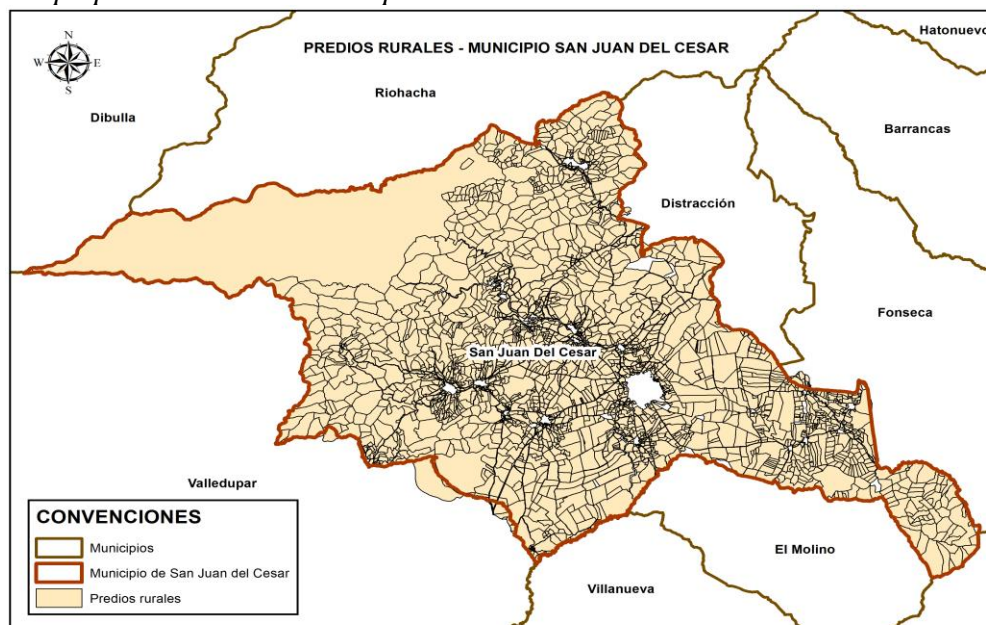 PREDIOS RURALES - MUNICIPIO SAN JUAN DEL CESAR
Hatonuevo
N
W E
S
Riohacha
Dibulla
Barrancas
Distracción
Fonseca
San Juan Del Cesar
Valledupar
El Molino
Villanueva
CONVENCIONES
Municipios
Municipio de San Juan del Cesar
Predios rurales